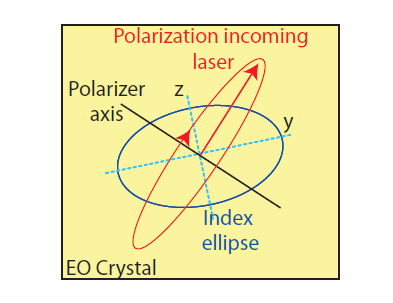 Polarization incoming
laser
Polarizer
axis
z
y
Index
ellipse
EO Crystal